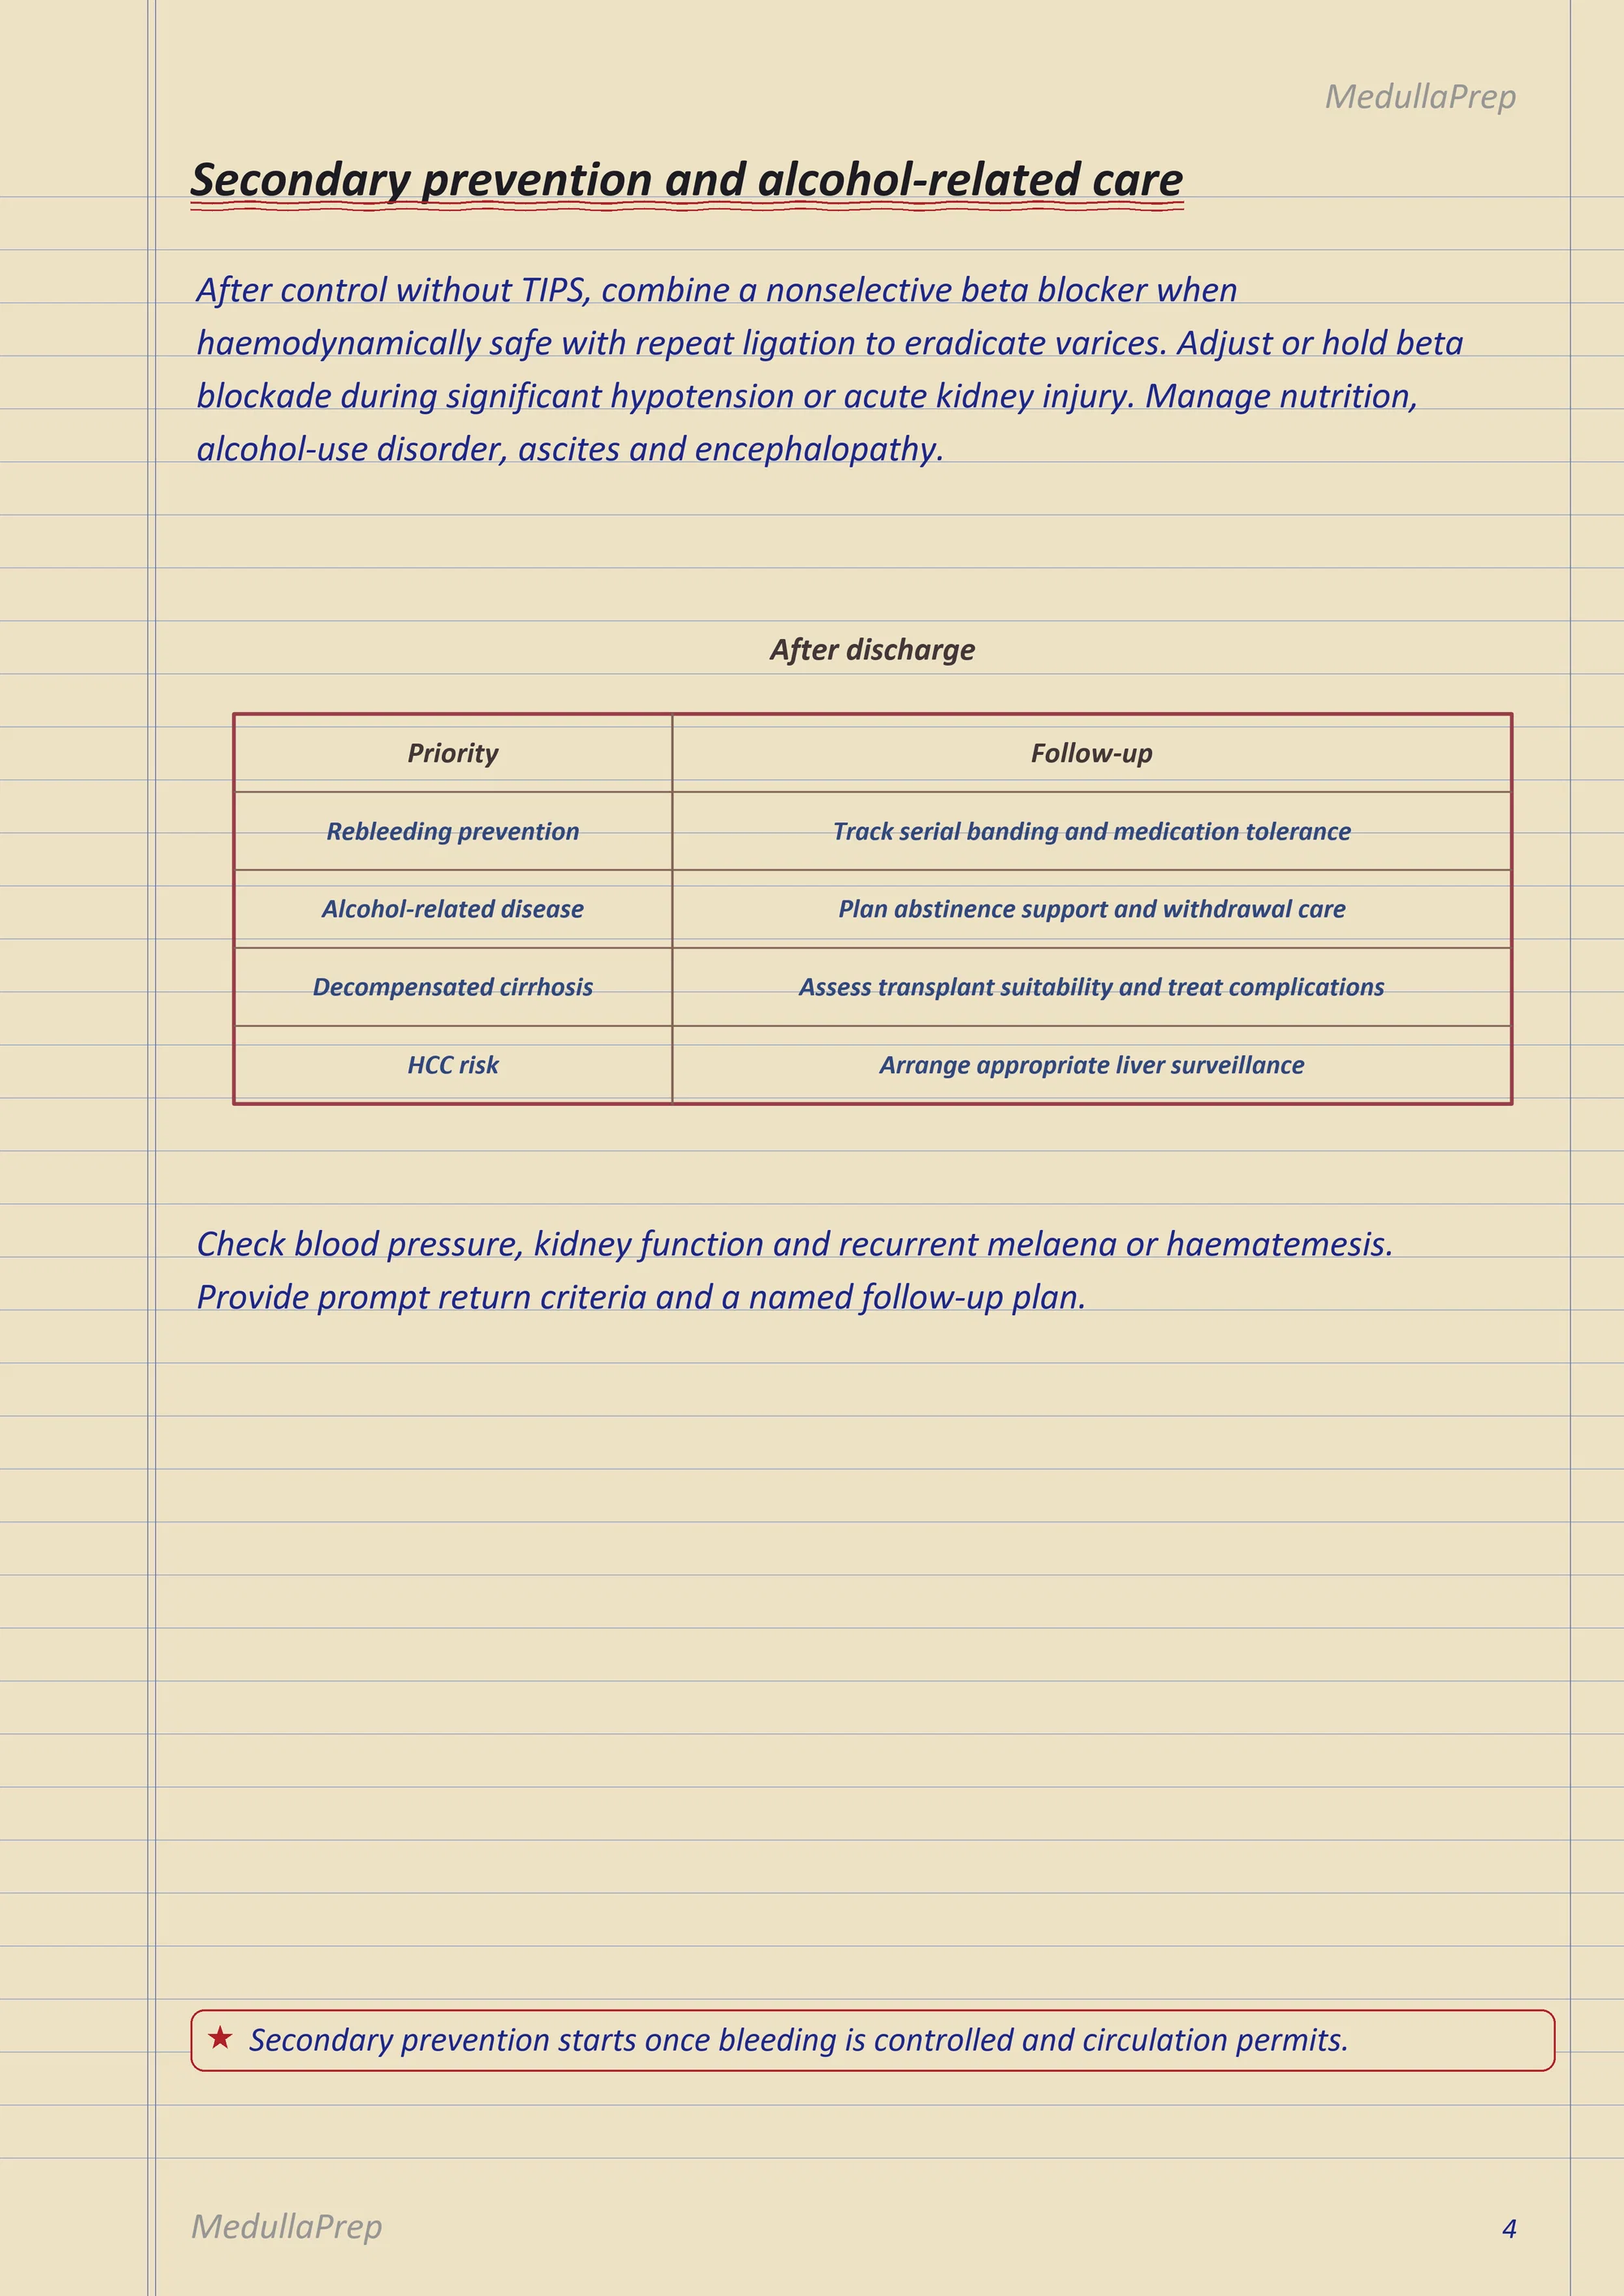 MedullaPrep
Secondary prevention and alcohol-related care
After control without TIPS, combine a nonselective beta blocker when
haemodynamically safe with repeat ligation to eradicate varices. Adjust or hold beta
blockade during significant hypotension or acute kidney injury. Manage nutrition,
alcohol-use disorder, ascites and encephalopathy.
After discharge
Priority Follow-up
Rebleeding prevention Track serial banding and medication tolerance
Alcohol-related disease Plan abstinence support and withdrawal care
Decompensated cirrhosis Assess transplant suitability and treat complications
HCC risk Arrange appropriate liver surveillance
Check blood pressure, kidney function and recurrent melaena or haematemesis.
Provide prompt return criteria and a named follow-up plan.
★ Secondary prevention starts once bleeding is controlled and circulation permits.
MedullaPrep 4